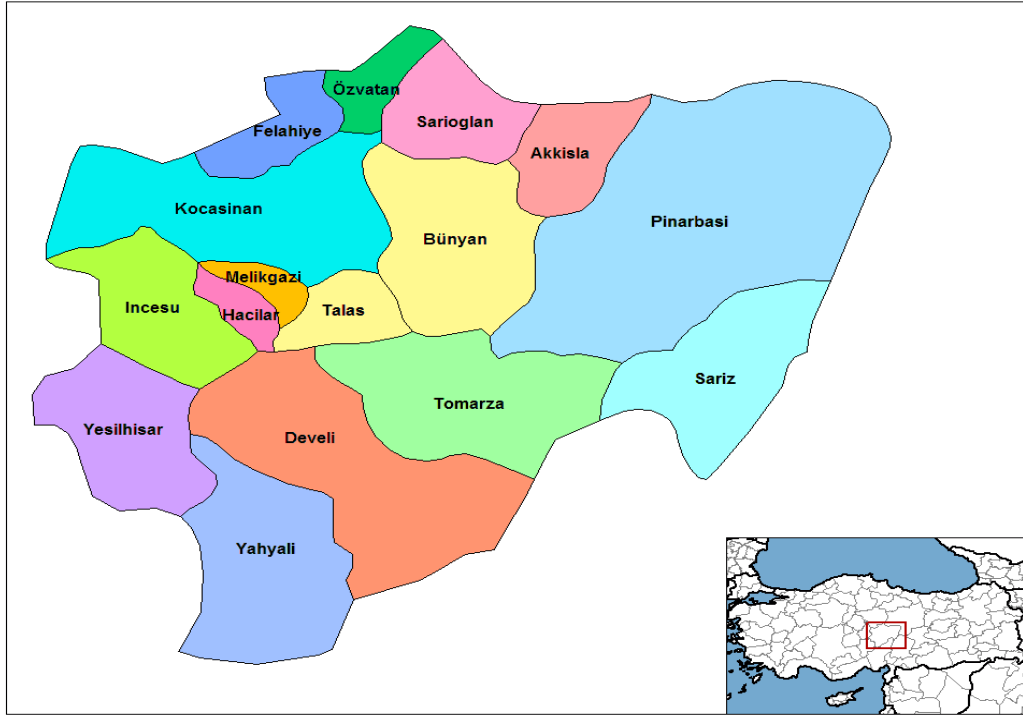 Özvatan
Sarioglan
Felahiye
Akkisla
Kocasinan
Pinarbasi
Bünyan
Melikgazi
Incesu
Hacilar
Talas
Sariz
Tomarza
Yesilhisar
Develi
Yahyali